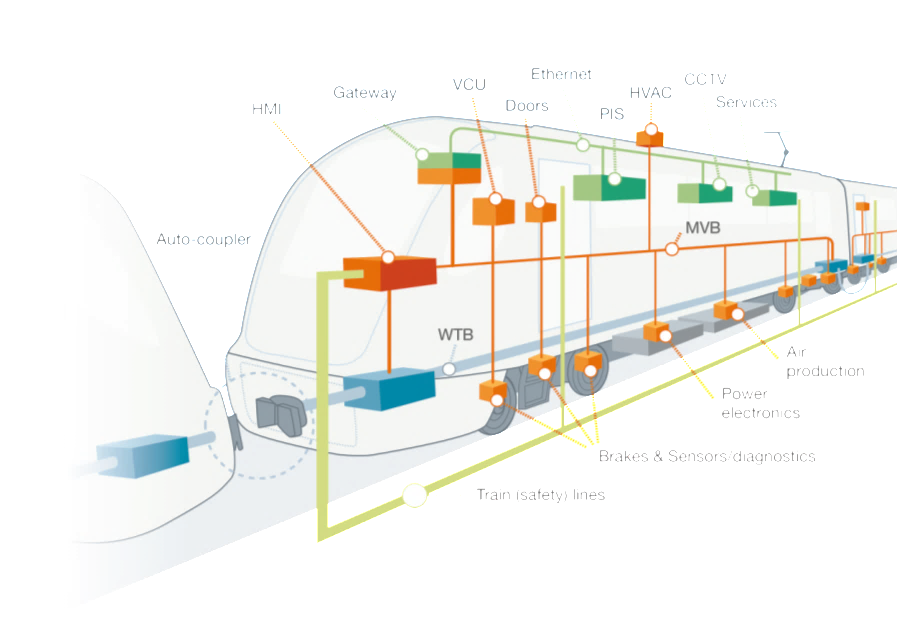 Ethernet
CC1V
VCU
HVAC
Gateway
Services
Doors
HMI
PIS
MVB
Auto-coupler
WTB
Air
production
Power
electronics
Brakes & Sensors/diagnostics
Train (safety) lines